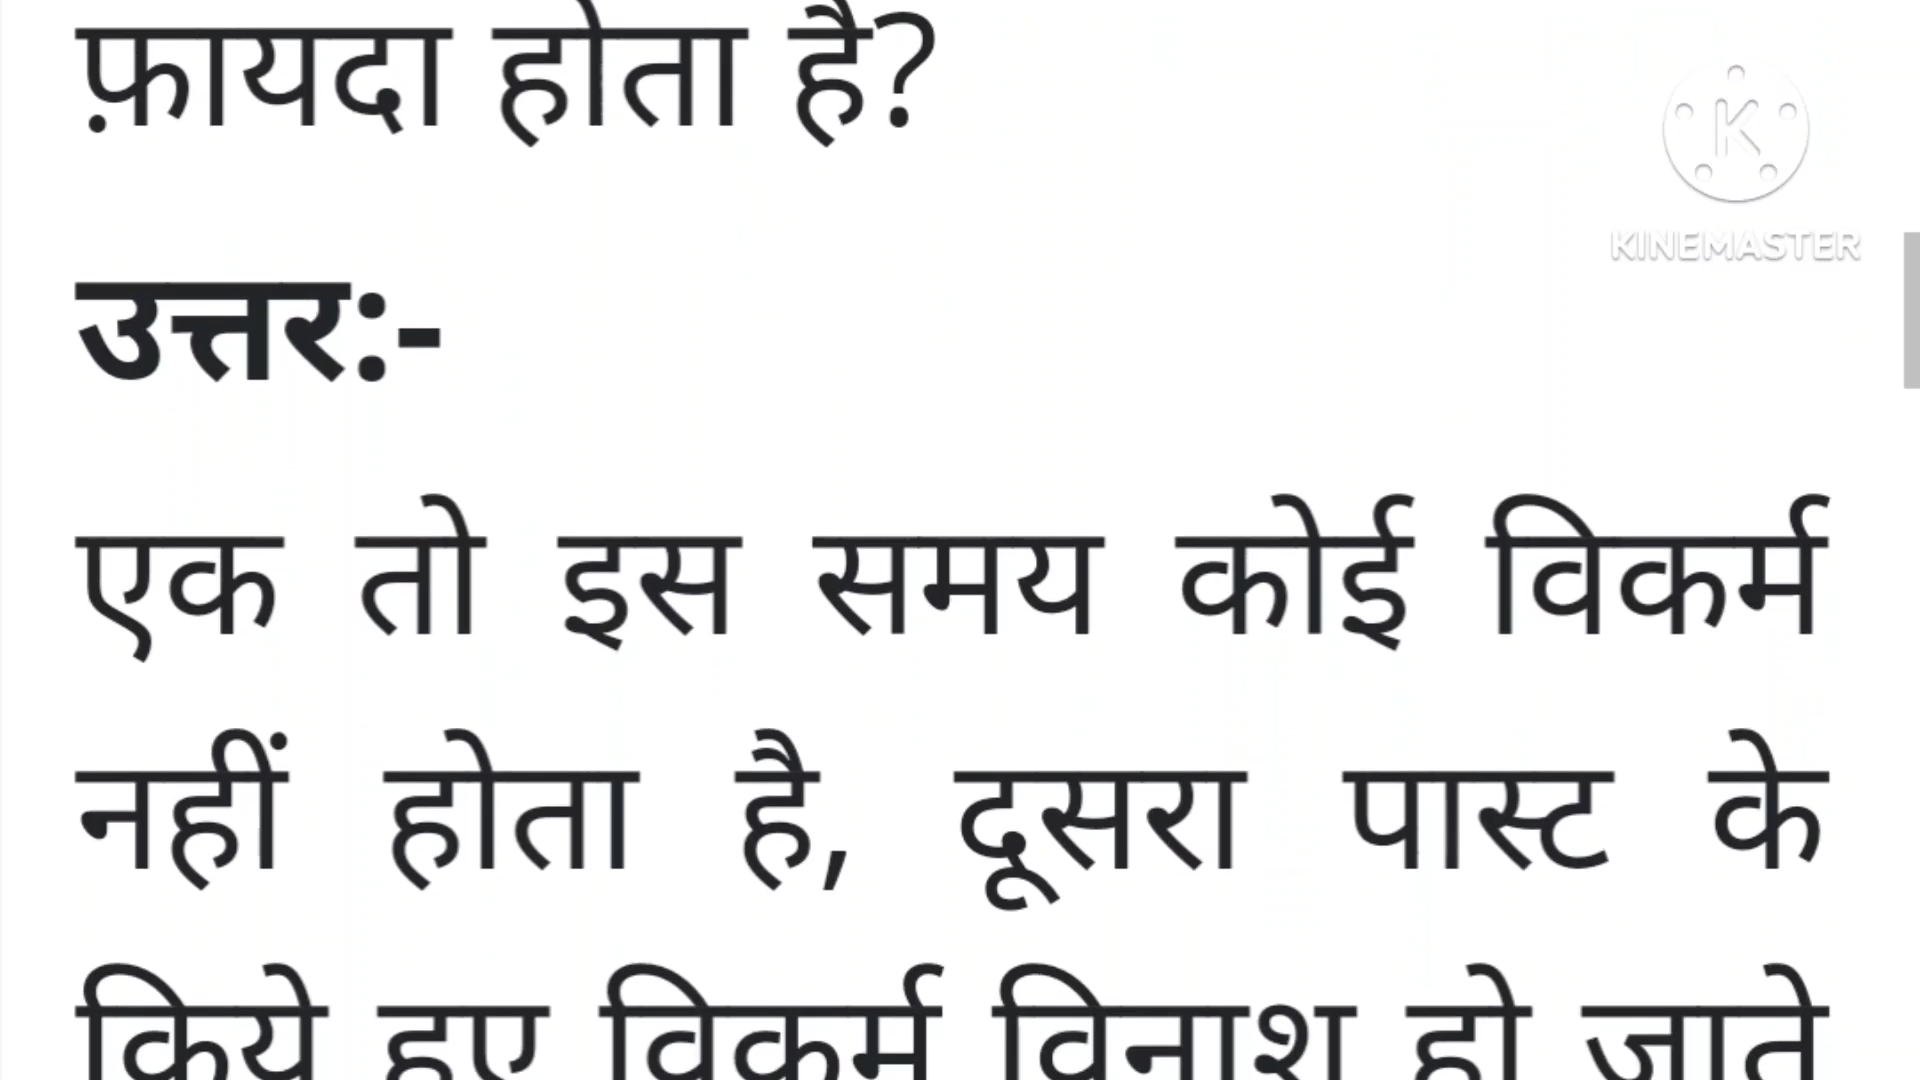 फ़ायदा होता है?
KINEMASTER
उत्तर:-
एक तो इस समय कोई विकर्म
नहीं होता है, दूसरा पास्ट के
किये हुए विकर्म विनाश हो जाते